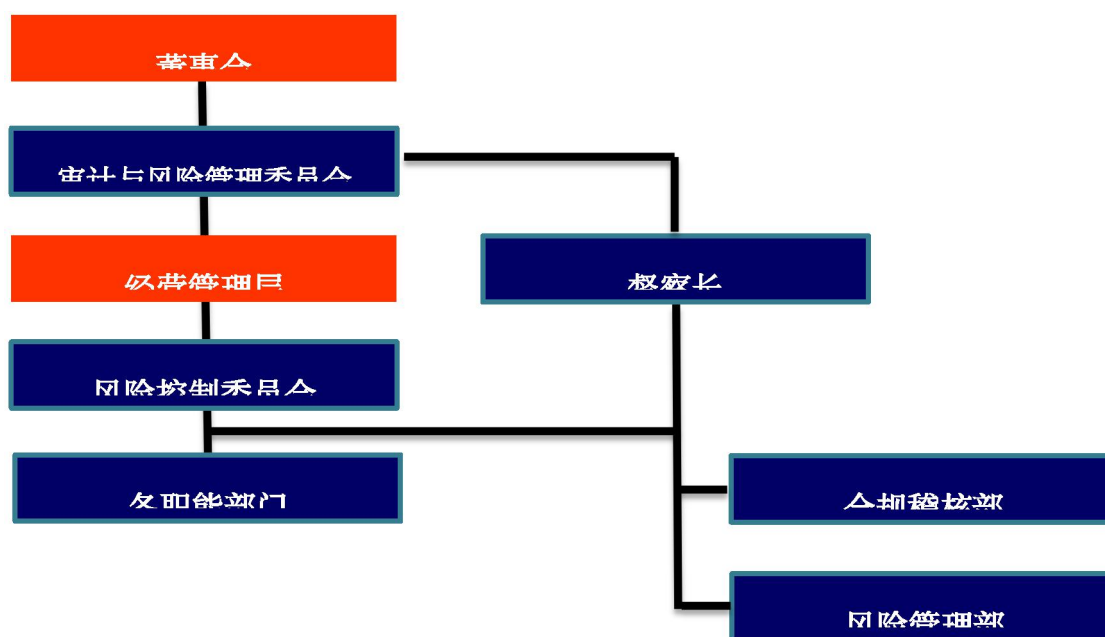 董事会
审计与风险管理委员会
经营管理层
督察长
风险控制委员会
各职能部门
合规稽核部
风险管理部